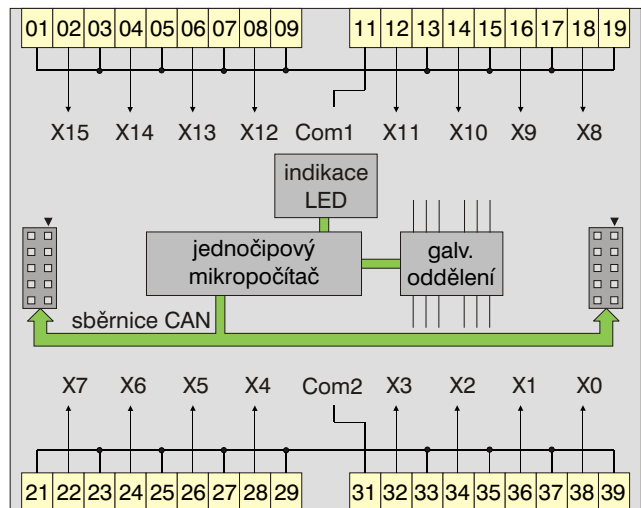 01 02 03 04 05 06 07 08 09 11 12 13 14 15 16 17 18 19
X15 X14 X13 X12 Com1 X11 X10 X9 X8
indikace
LED
jednočipový
mikropočítač
galv.
oddělení
sběrnice CAN
X7 X6 X5 X4 Com2 X3 X2 X1 X0
21 22 23 24 25 26 27 28 29 31 32 33 34 35 36 37 38 39